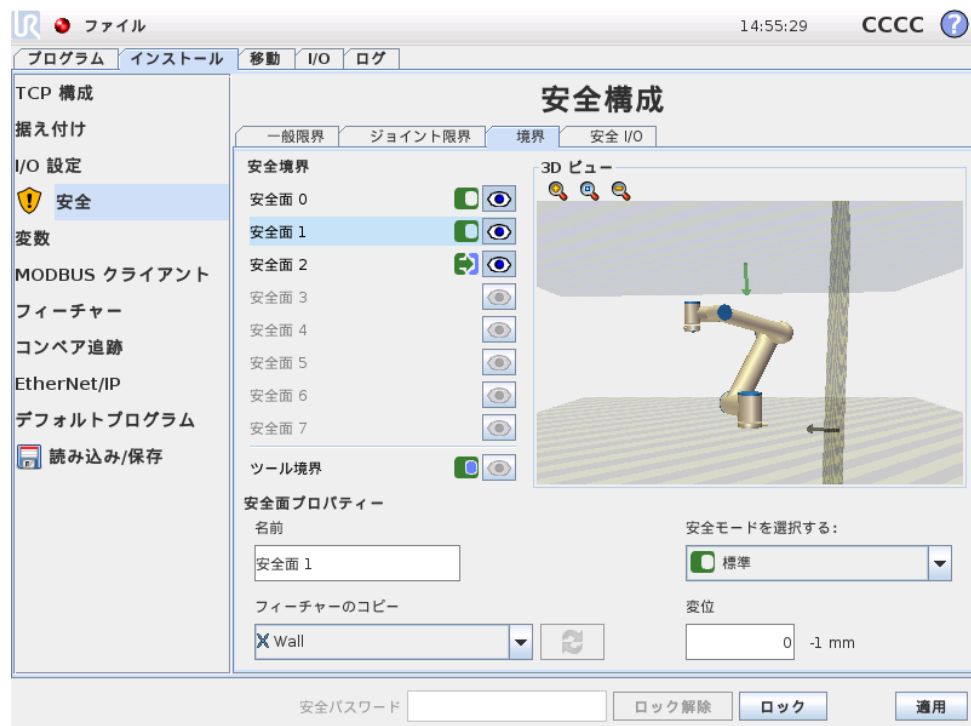 UR ファイル 14:55:29 CCCC ?
プログラム インストール 移動 I/O ログ
TCP 構成
据え付け
I/O 設定
安全
変数
MODBUS クライアント
フィーチャー
コンベア追跡
EtherNet/IP
デフォルトプログラム
読み込み/保存
安全構成
一般限界 ジョイント限界 境界 安全 I/O
安全境界
安全面 0
安全面 1
安全面 2
安全面 3
安全面 4
安全面 5
安全面 6
安全面 7
ツール境界
3D ビュー
安全面プロパティー
名前
安全面 1
安全モードを選択する:
標準
フィーチャーのコピー
Wall
変位
0 -1 mm
安全パスワード ロック解除 ロック 適用